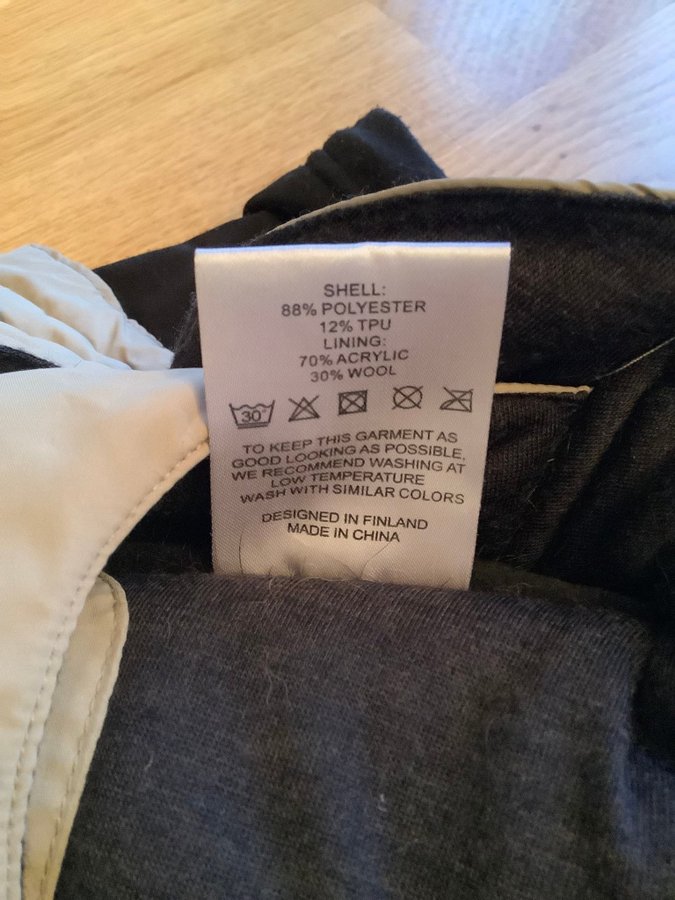 SHELL:
88% POLYESTER
12% TPU
LINING:
70% ACRYLIC
30% WOOL
30°
TO KEEP THIS GARMENT AS
GOOD LOOKING AS POSSIBLE,
WE RECOMMEND WASHING AT
LOW TEMPERATURE
WASH WITH SIMILAR COLORS
DESIGNED IN FINLAND
MADE IN CHINA